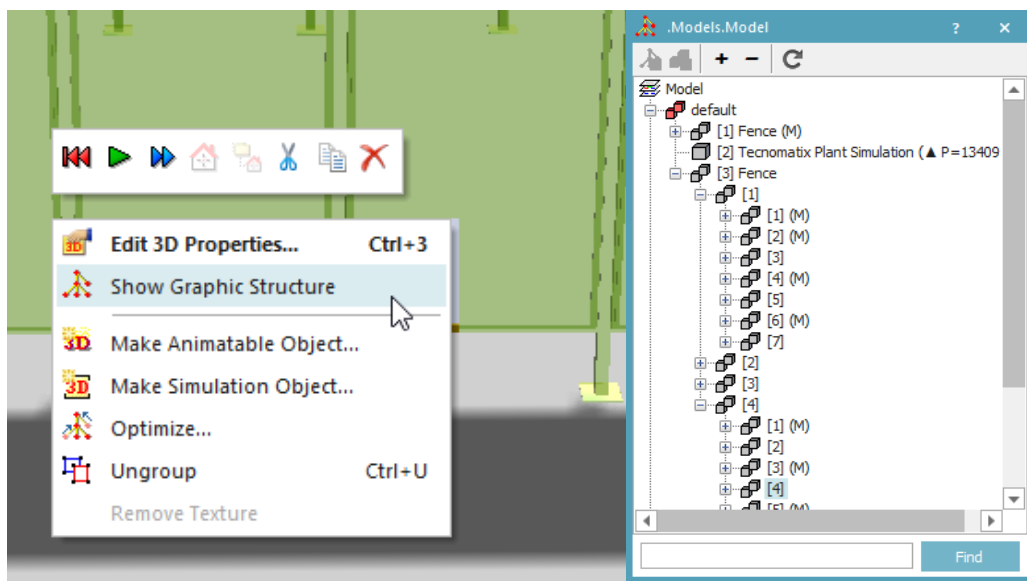 Edit 3D Properties... Ctrl+3
Show Graphic Structure
Make Animatable Object...
Make Simulation Object...
Optimize...
Ungroup Ctrl+U
Remove Texture
.Models.Model ? ×
+ −
Model
default
[1] Fence (M)
[2] Tecnomatix Plant Simulation (▲ P=13409
[3] Fence
[1]
[1] (M)
[2] (M)
[3]
[4] (M)
[5]
[6] (M)
[7]
[2]
[3]
[4]
[1] (M)
[2]
[3] (M)
[4]
[5] (M)
Find